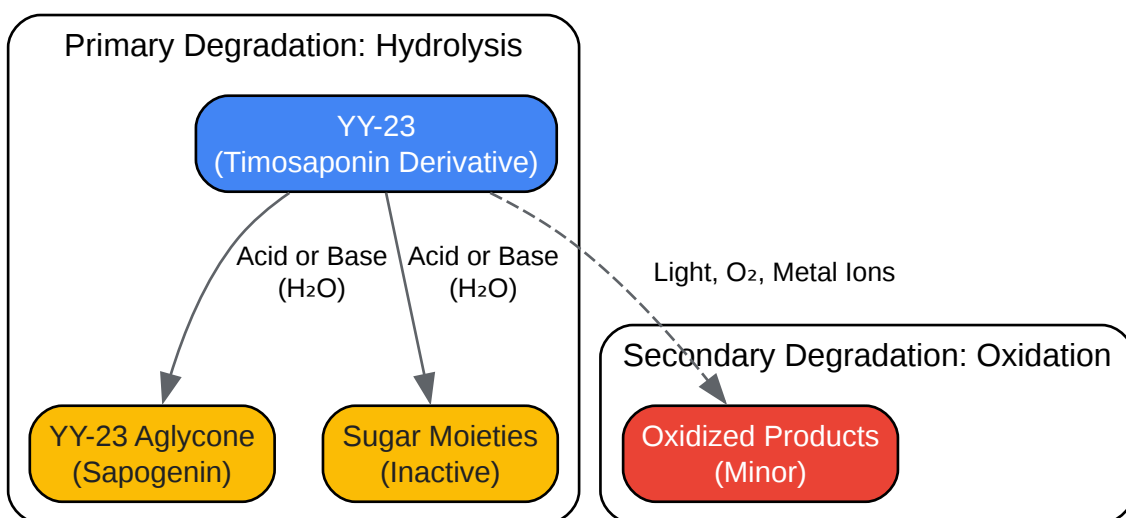 Primary Degradation: Hydrolysis
YY-23
(Timosaponin Derivative)
Acid or Base
(H₂O)
Acid or Base
(H₂O)
Light, O₂, Metal Ions
Secondary Degradation: Oxidation
YY-23 Aglycone
(Sapogenin)
Sugar Moieties
(Inactive)
Oxidized Products
(Minor)